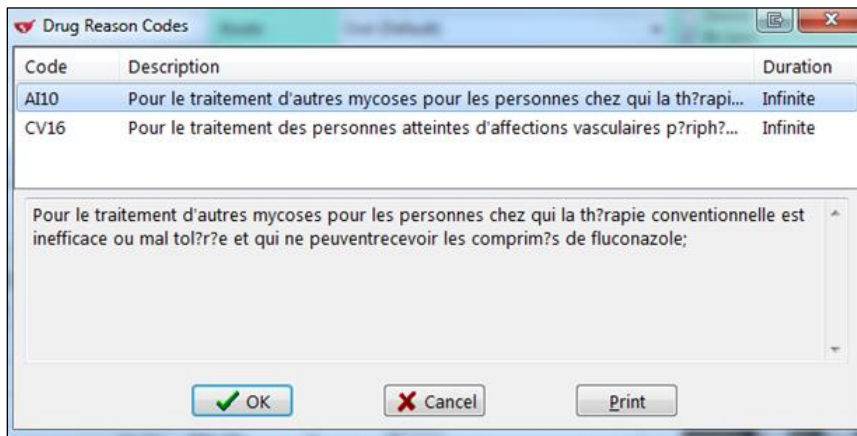 Drug Reason Codes
Code Description Duration
AI10 Pour le traitement d'autres mycoses pour les personnes chez qui la th?rapi... Infinite
CV16 Pour le traitement des personnes atteintes d'affections vasculaires p?riph?... Infinite
Pour le traitement d'autres mycoses pour les personnes chez qui la th?rapie conventionnelle est
inefficace ou mal tol?r?e et qui ne peuventrecevoir les comprim?s de fluconazole;
OK Cancel Print